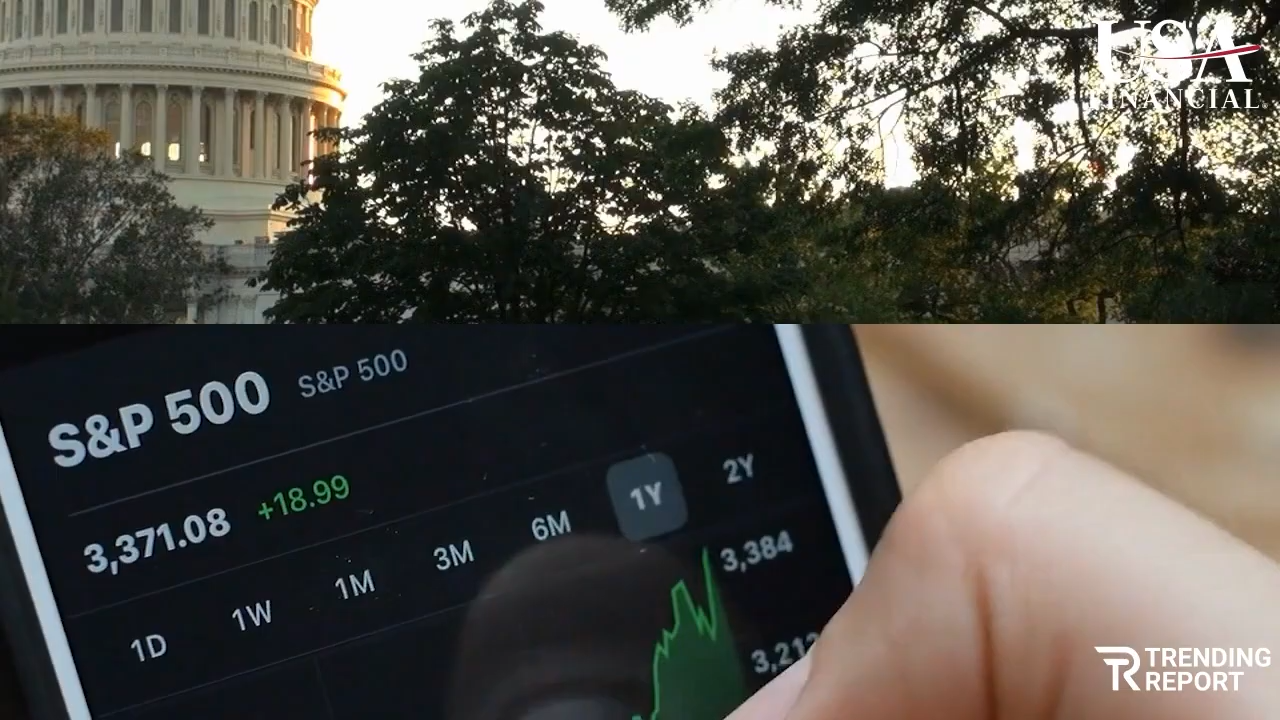 USA
FINANCIAL
S&P 500 S&P 500
3,371.08 +18.99
1D 1W 1M 3M 6M 1Y 2Y
3,384
TRENDING
REPORT